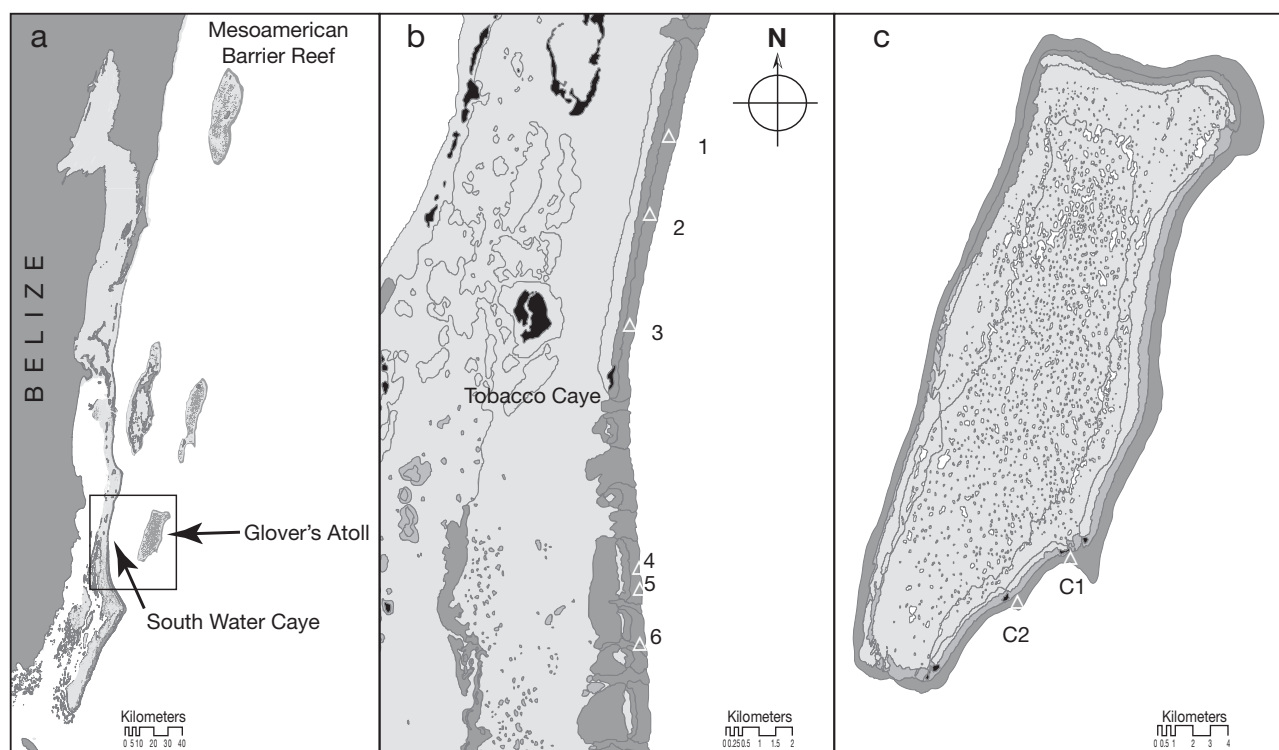 a
Mesoamerican
Barrier Reef
BELIZE
Glover's Atoll
South Water Caye
Kilometers
0 5 10 20 30 40
b
N
1
2
3
Tobacco Caye
4
5
6
Kilometers
0 0.25 0.5 1 1.5 2
c
C1
C2
Kilometers
0 0.5 1 2 3 4